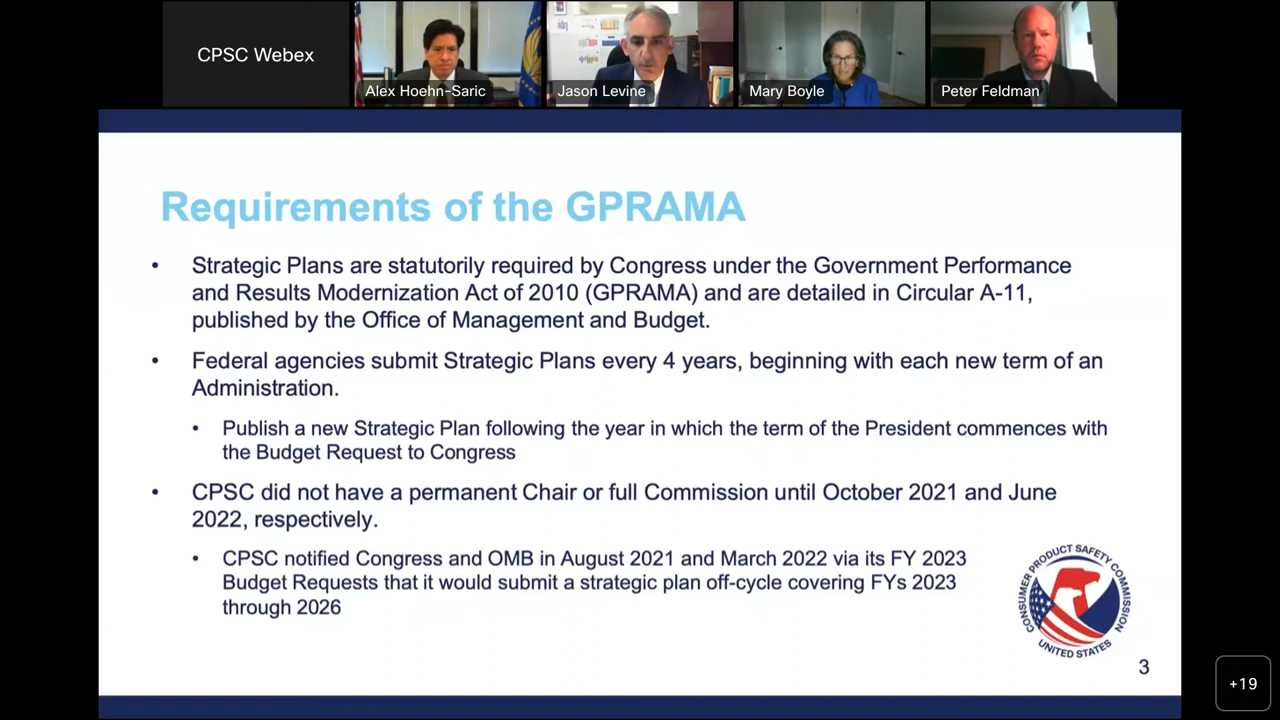 CPSC Webex
Alex Hoehn-Saric
Jason Levine
Mary Boyle
Peter Feldman
Requirements of the GPRAMA
• Strategic Plans are statutorily required by Congress under the Government Performance
and Results Modernization Act of 2010 (GPRAMA) and are detailed in Circular A-11,
published by the Office of Management and Budget.
• Federal agencies submit Strategic Plans every 4 years, beginning with each new term of an
Administration.
• Publish a new Strategic Plan following the year in which the term of the President commences with
the Budget Request to Congress
• CPSC did not have a permanent Chair or full Commission until October 2021 and June
2022, respectively.
• CPSC notified Congress and OMB in August 2021 and March 2022 via its FY 2023
Budget Requests that it would submit a strategic plan off-cycle covering FYs 2023
through 2026
CONSUMER PRODUCT SAFETY COMMISSION
UNITED STATES
3
+19